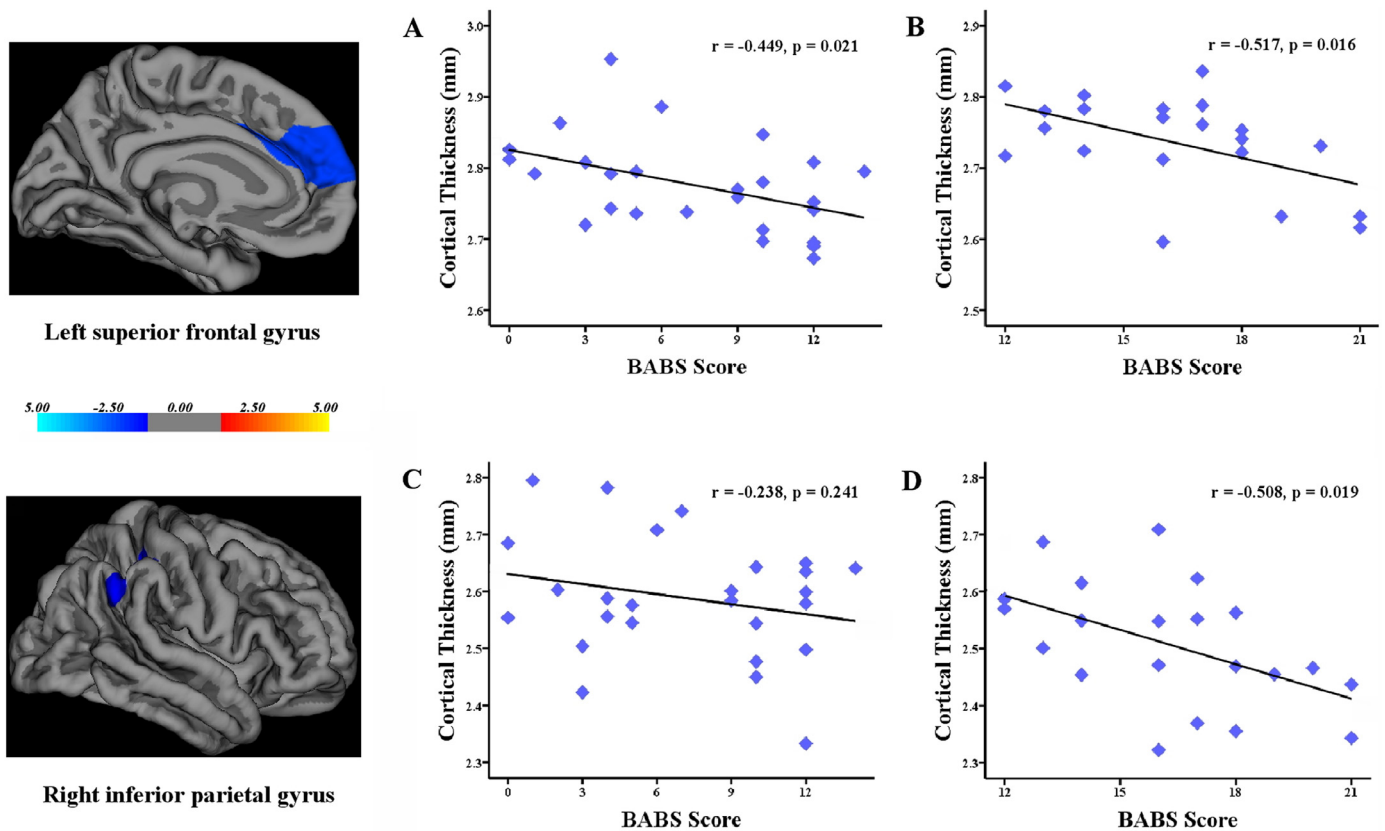 A
r = -0.449, p = 0.021
Cortical Thickness (mm)
3.0
2.9
2.8
2.7
2.6
0 3 6 9 12
BABS Score
B
r = -0.517, p = 0.016
Cortical Thickness (mm)
2.9
2.8
2.7
2.6
2.5
12 15 18 21
BABS Score
Left superior frontal gyrus
5.00 -2.50 0.00 2.50 5.00
C
r = -0.238, p = 0.241
Cortical Thickness (mm)
2.8
2.7
2.6
2.5
2.4
2.3
0 3 6 9 12
BABS Score
D
r = -0.508, p = 0.019
Cortical Thickness (mm)
2.8
2.7
2.6
2.5
2.4
2.3
12 15 18 21
BABS Score
Right inferior parietal gyrus